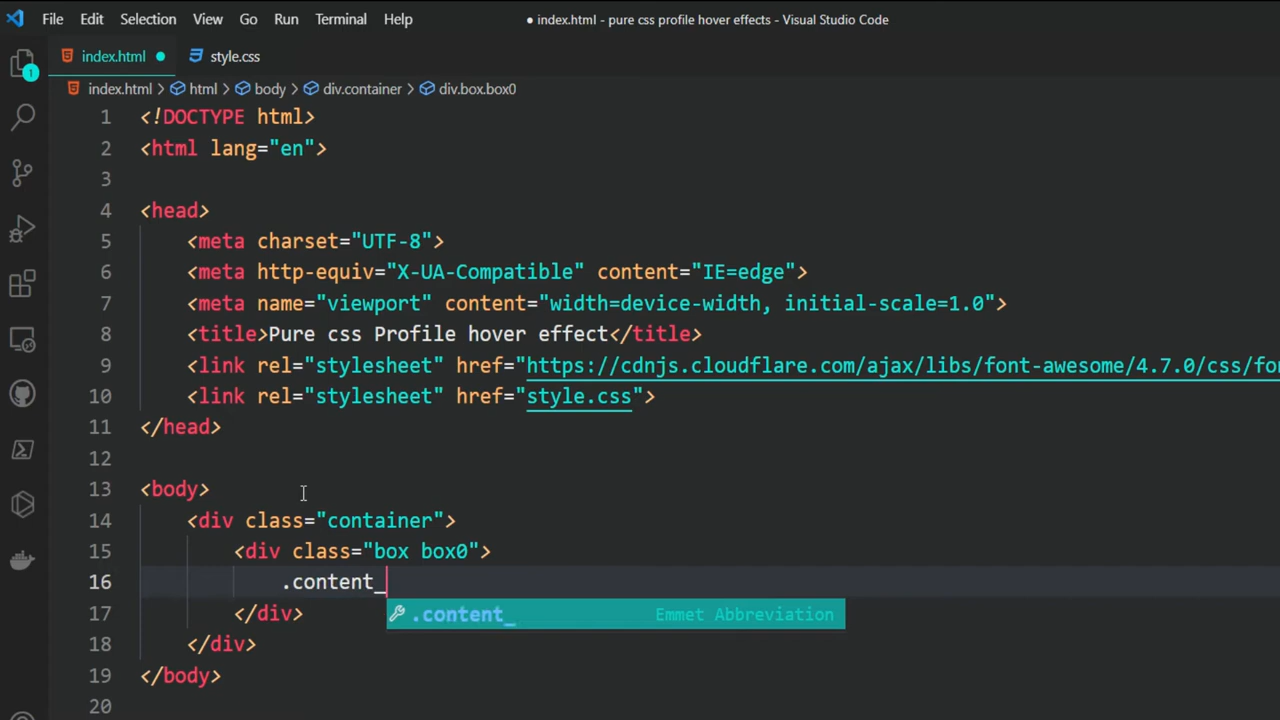 File Edit Selection View Go Run Terminal Help ● index.html - pure css profile hover effects - Visual Studio Code
index.html ● style.css
1
index.html > html > body > div.container > div.box.box0
1 <!DOCTYPE html>
2 <html lang="en">
3
4 <head>
5 <meta charset="UTF-8">
6 <meta http-equiv="X-UA-Compatible" content="IE=edge">
7 <meta name="viewport" content="width=device-width, initial-scale=1.0">
8 <title>Pure css Profile hover effect</title>
9 <link rel="stylesheet" href="https://cdnjs.cloudflare.com/ajax/libs/font-awesome/4.7.0/css/fo
10 <link rel="stylesheet" href="style.css">
11 </head>
12
13 <body>
14 <div class="container">
15 <div class="box box0">
16 .content_
.content_ Emmet Abbreviation
17 </div>
18 </div>
19 </body>
20